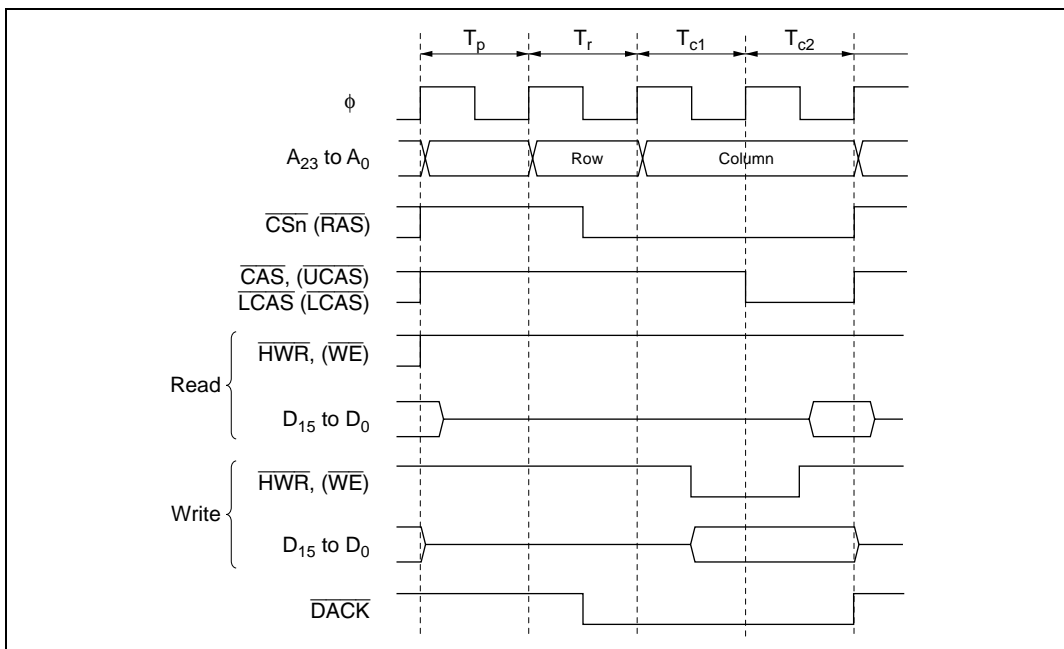 Tp Tr Tc1 Tc2
ϕ
A23 to A0 Row Column
CSn (RAS)
CAS, (UCAS)
LCAS (LCAS)
Read
HWR, (WE)
D15 to D0
Write
HWR, (WE)
D15 to D0
DACK